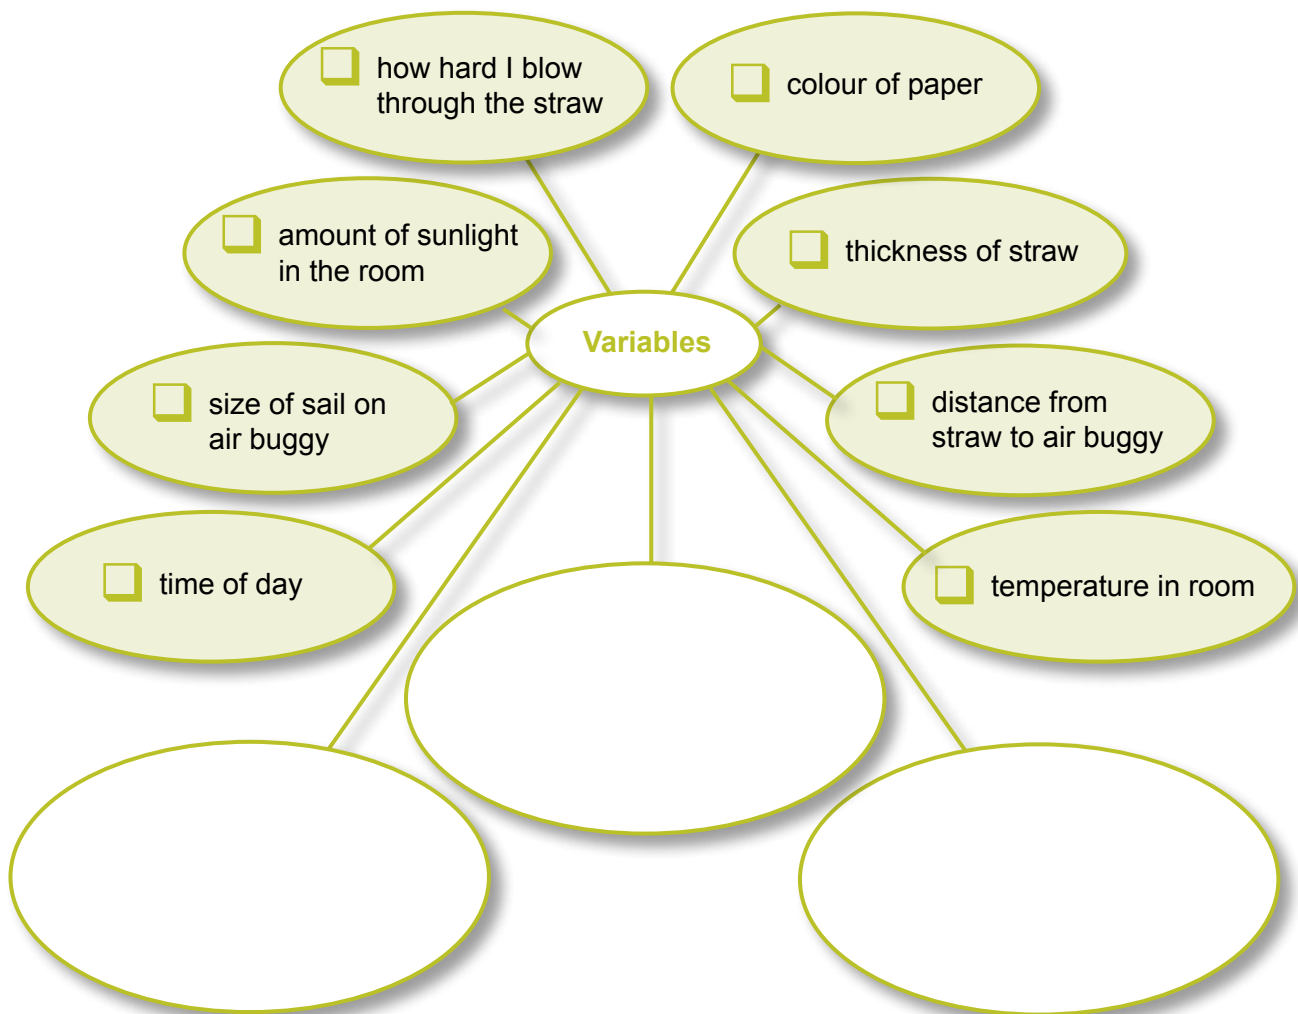 how hard I blow
through the straw
colour of paper
amount of sunlight
in the room
thickness of straw
Variables
size of sail on
air buggy
distance from
straw to air buggy
time of day
temperature in room